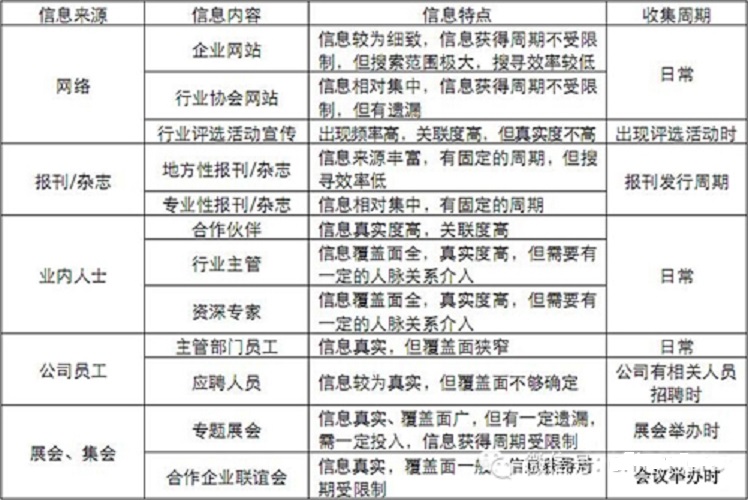 信息来源 信息内容 信息特点 收集周期
网络
企业网站
信息较为细致，信息获得周期不受限
制，但搜索范围极大，搜寻效率较低
日常
行业协会网站
信息相对集中，信息获得周期不受限
制，但有遗漏
行业评选活动宣传 出现频率高，关联度高，但真实度不高 出现评选活动时
报刊/杂志
地方性报刊/杂志
信息来源丰富，有固定的周期，但搜
寻效率低
报刊发行周期
专业性报刊/杂志 信息相对集中，有固定的周期
业内人士
合作伙伴 信息真实度高，关联度高
日常
行业主管
信息覆盖面全，真实度高，但需要有
一定的人脉关系介入
资深专家
信息覆盖面全，真实度高，但需要有
一定的人脉关系介入
公司员工
主管部门员工 信息真实，但覆盖面狭窄 日常
应聘人员 信息较为真实，但覆盖面不够确定
公司有相关人员
招聘时
展会、集会
专题展会
信息真实、覆盖面广，但有一定遗漏，
需一定投入，信息获得周期受限制
展会举办时
合作企业联谊会
信息真实，覆盖面一般，信息获得周
期受限制
会议举办时